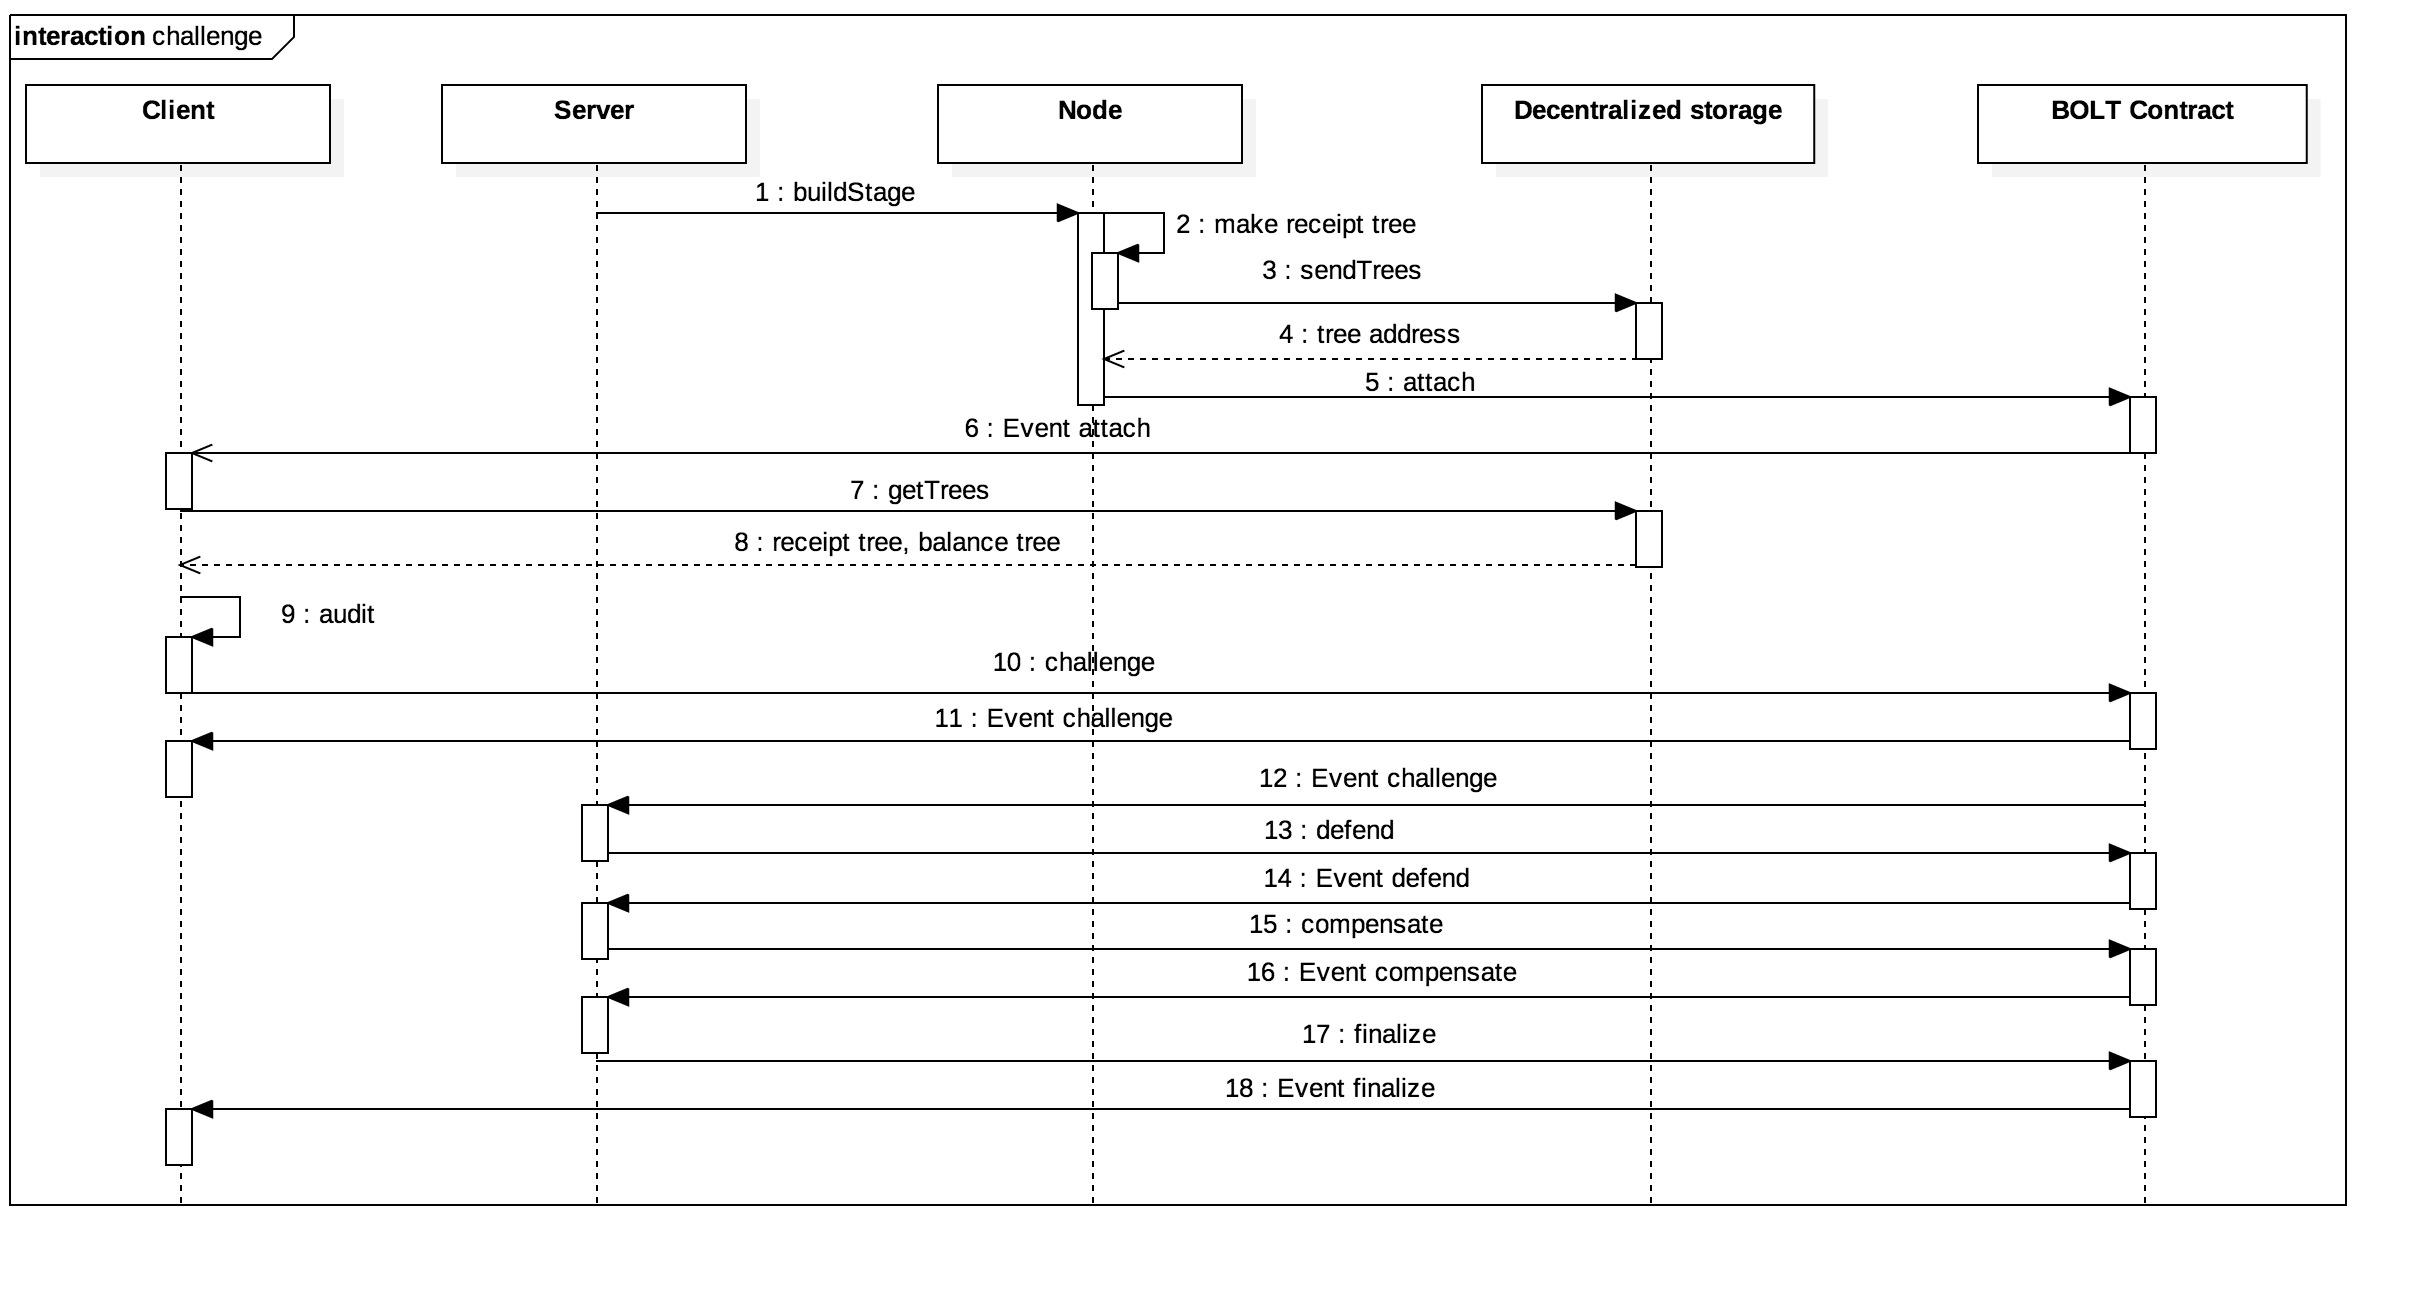 interaction challenge
Client
Server
Node
Decentralized storage
BOLT Contract
1 : buildStage
2 : make receipt tree
3 : sendTrees
4 : tree address
5 : attach
6 : Event attach
7 : getTrees
8 : receipt tree, balance tree
9 : audit
10 : challenge
11 : Event challenge
12 : Event challenge
13 : defend
14 : Event defend
15 : compensate
16 : Event compensate
17 : finalize
18 : Event finalize